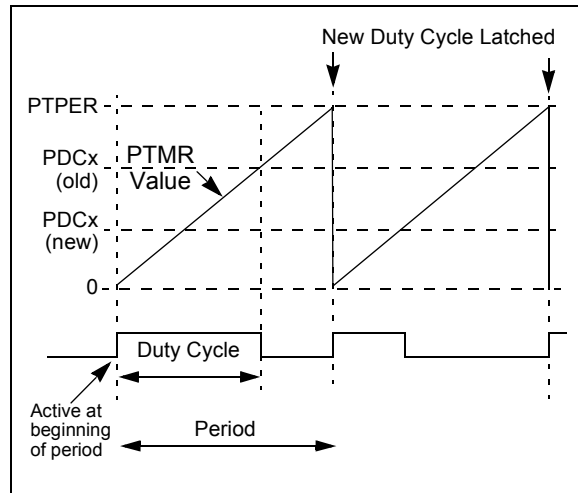 New Duty Cycle Latched
PTPER
PDCx
(old)
PTMR
Value
PDCx
(new)
0
Duty Cycle
Active at
beginning
of period
Period